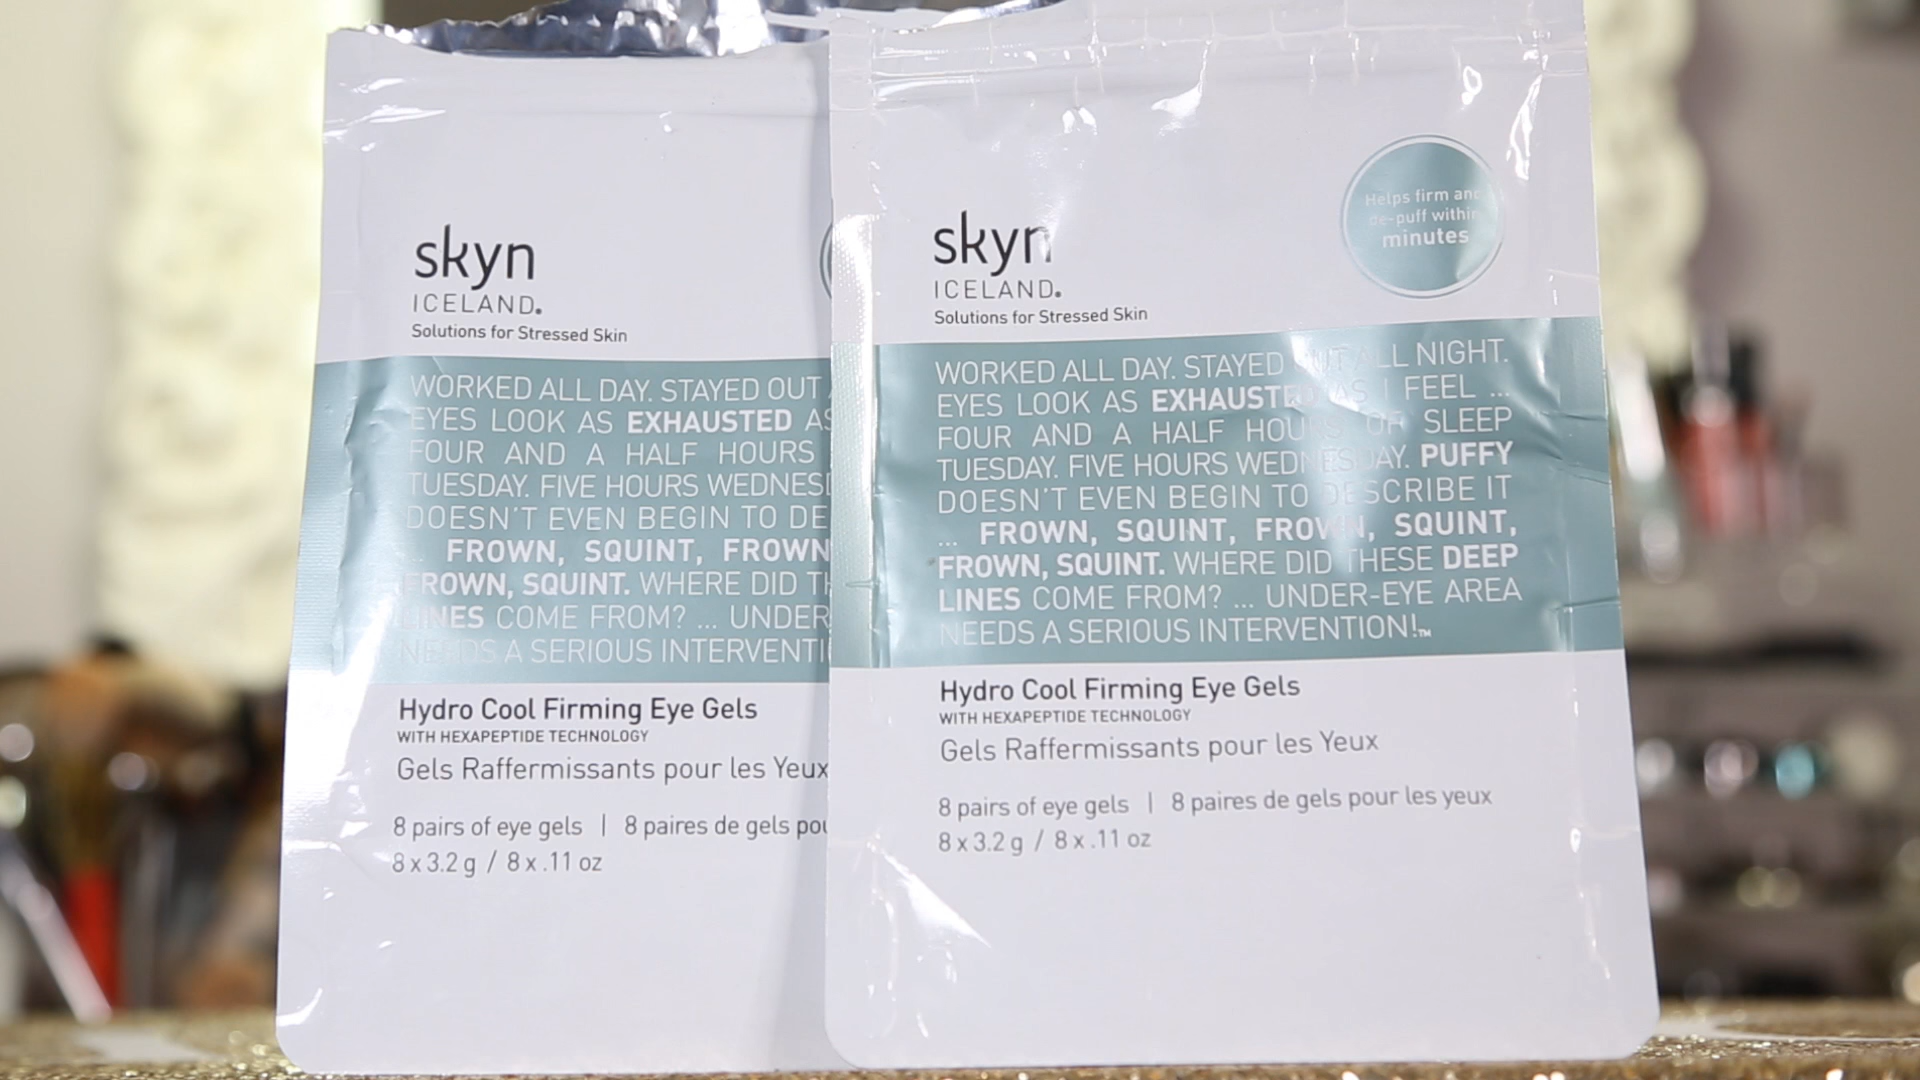 skyn
ICELAND®
Solutions for Stressed Skin
WORKED ALL DAY. STAYED OUT
EYES LOOK AS EXHAUSTED AS
FOUR AND A HALF HOURS
TUESDAY. FIVE HOURS WEDNES
DOESN'T EVEN BEGIN TO DE
... FROWN, SQUINT, FROWN
FROWN, SQUINT. WHERE DID TH
LINES COME FROM? ... UNDER
NEEDS A SERIOUS INTERVENTI
Hydro Cool Firming Eye Gels
WITH HEXAPEPTIDE TECHNOLOGY
Gels Raffermissants pour les Yeux
8 pairs of eye gels | 8 paires de gels pou
8 x 3.2 g / 8 x .11 oz
skyn
ICELAND®
Solutions for Stressed Skin
Helps firm and
de-puff within
minutes
WORKED ALL DAY. STAYED OUT ALL NIGHT.
EYES LOOK AS EXHAUSTED AS I FEEL ...
FOUR AND A HALF HOURS OF SLEEP
TUESDAY. FIVE HOURS WEDNESDAY. PUFFY
DOESN'T EVEN BEGIN TO DESCRIBE IT
... FROWN, SQUINT, FROWN, SQUINT,
FROWN, SQUINT. WHERE DID THESE DEEP
LINES COME FROM? ... UNDER-EYE AREA
NEEDS A SERIOUS INTERVENTION!™
Hydro Cool Firming Eye Gels
WITH HEXAPEPTIDE TECHNOLOGY
Gels Raffermissants pour les Yeux
8 pairs of eye gels | 8 paires de gels pour les yeux
8 x 3.2 g / 8 x .11 oz